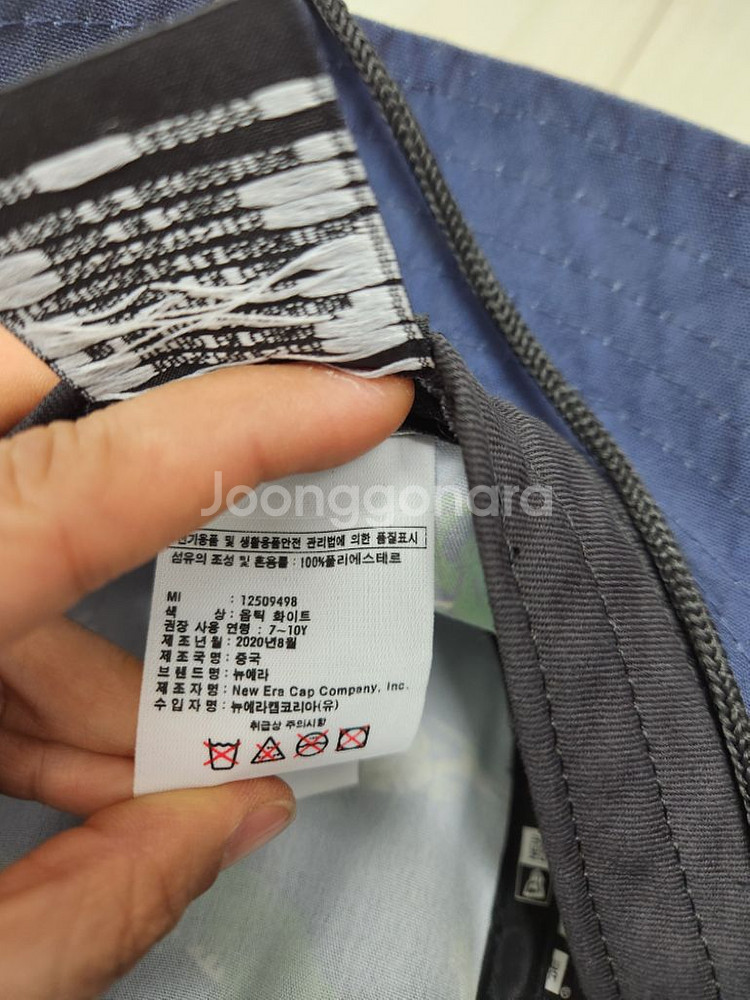 Joonggonara
전기용품 및 생활용품안전 관리법에 의한 품질표시
섬유의 조성 및 혼용률 : 100%폴리에스테르
MI : 12509498
색 상 : 옵틱 화이트
권장 사용 연령 : 7~10Y
제조년월 : 2020년8월
제조국명 : 중국
브랜드명 : 뉴에라
제조자명 : New Era Cap Company, Inc.
수입자명 : 뉴에라캡코리아(유)
취급상 주의사항